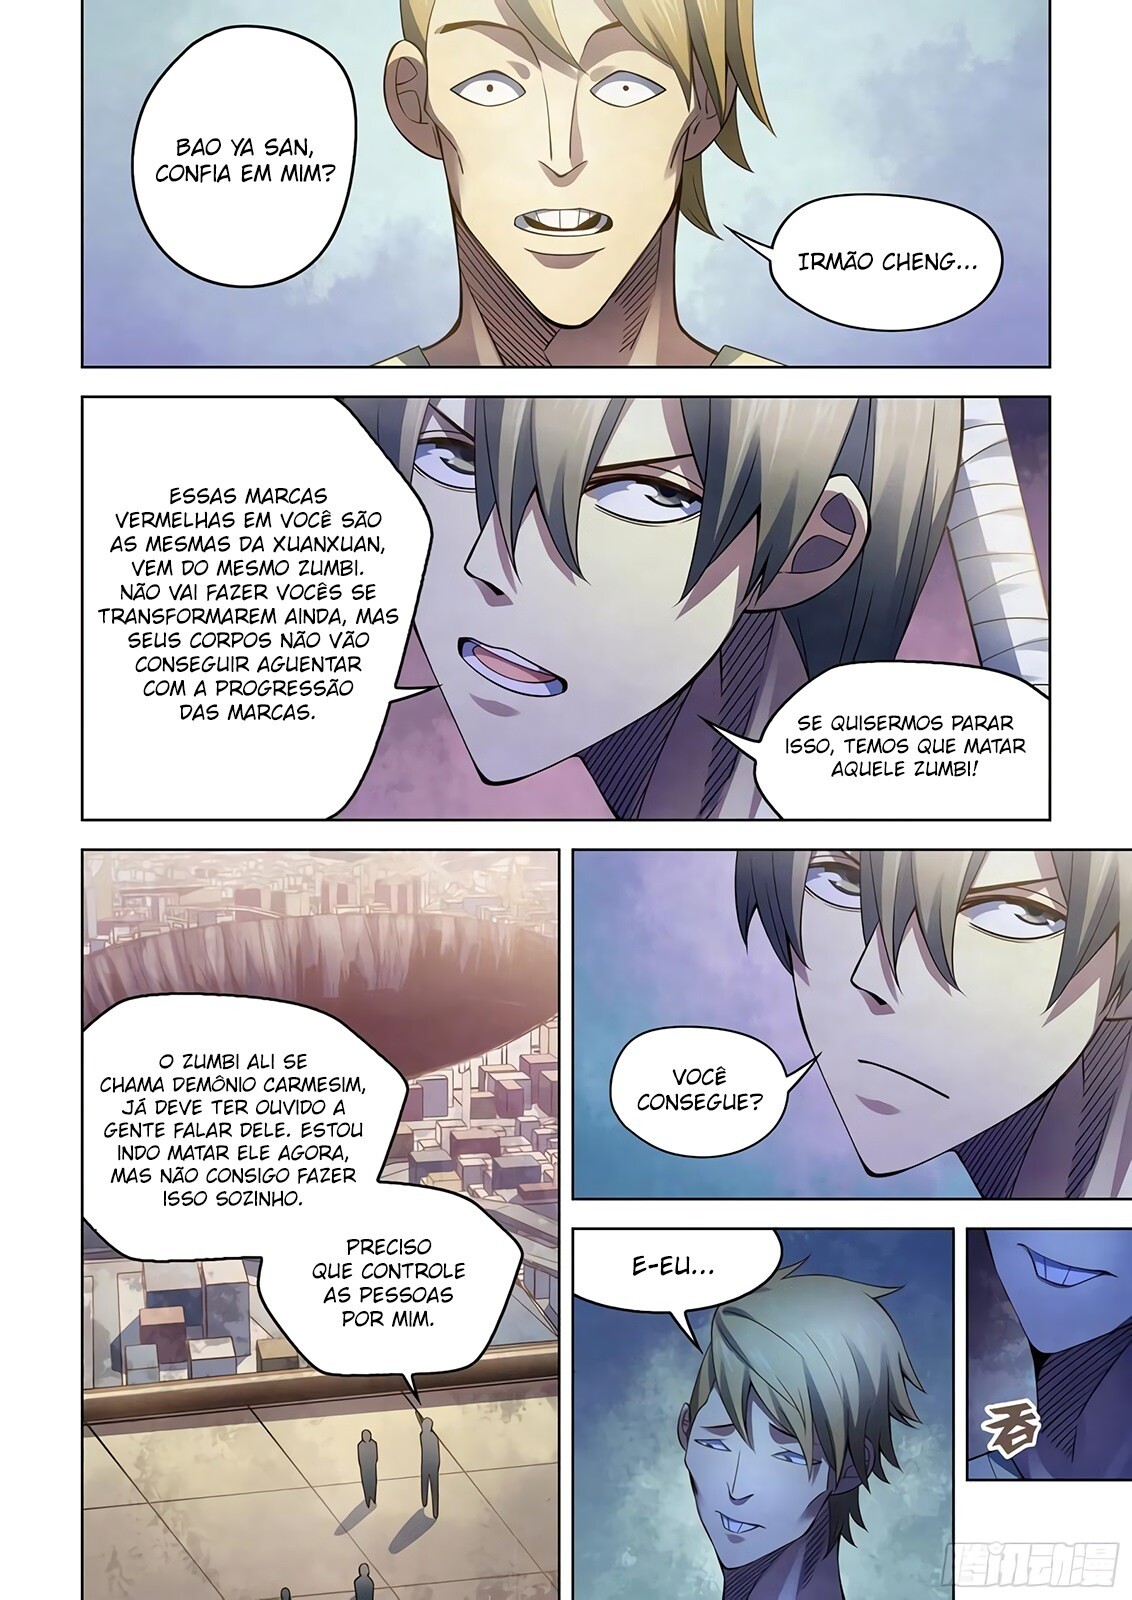 BAO YA SAN,
CONFIA EM MIM?
IRMÃO CHENG...
ESSAS MARCAS
VERMELHAS EM VOCÊ SÃO
AS MESMAS DA XUANXUAN,
VEM DO MESMO ZUMBI.
NÃO VAI FAZER VOCÊS SE
TRANSFORMAREM AINDA, MAS
SEUS CORPOS NÃO VÃO
CONSEGUIR AGUENTAR
COM A PROGRESSÃO
DAS MARCAS.
SE QUISERMOS PARAR
ISSO, TEMOS QUE MATAR
AQUELE ZUMBI!
O ZUMBI ALI SE
CHAMA DEMÔNIO CARMESIM,
JÁ DEVE TER OUVIDO A
GENTE FALAR DELE. ESTOU
INDO MATAR ELE AGORA,
MAS NÃO CONSIGO FAZER
ISSO SOZINHO.
PRECISO
QUE CONTROLE
AS PESSOAS
POR MIM.
VOCÊ
CONSEGUE?
E-EU...
吞
腾讯动漫